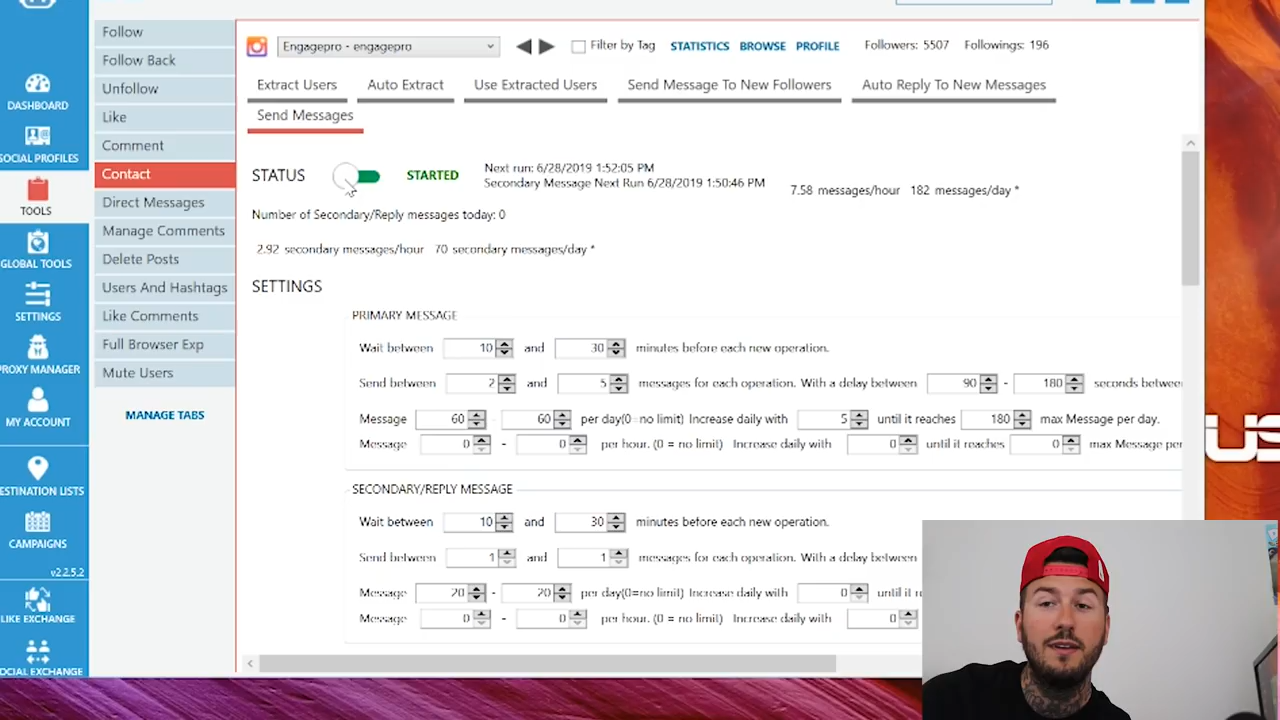 Follow
Follow Back
Unfollow
Like
Comment
Contact
Direct Messages
Manage Comments
Delete Posts
Users And Hashtags
Like Comments
Full Browser Exp
Mute Users
MANAGE TABS
DASHBOARD
SOCIAL PROFILES
TOOLS
GLOBAL TOOLS
SETTINGS
PROXY MANAGER
MY ACCOUNT
ESTINATION LISTS
CAMPAIGNS
v2.2.5.2
LIKE EXCHANGE
OCIAL EXCHANGE
Engagepro - engagepro
Filter by Tag STATISTICS BROWSE PROFILE Followers: 5507 Followings: 196
Extract Users Auto Extract Use Extracted Users Send Message To New Followers Auto Reply To New Messages
Send Messages
STATUS STARTED
Next run: 6/28/2019 1:52:05 PM
Secondary Message Next Run 6/28/2019 1:50:46 PM
7.58 messages/hour 182 messages/day *
Number of Secondary/Reply messages today: 0
2.92 secondary messages/hour 70 secondary messages/day *
SETTINGS
PRIMARY MESSAGE
Wait between 10 and 30 minutes before each new operation.
Send between 2 and 5 messages for each operation. With a delay between 90 - 180 seconds betwee
Message 60 - 60 per day(0=no limit) Increase daily with 5 until it reaches 180 max Message per day.
Message 0 - 0 per hour. (0 = no limit) Increase daily with 0 until it reaches 0 max Message per
SECONDARY/REPLY MESSAGE
Wait between 10 and 30 minutes before each new operation.
Send between 1 and 1 messages for each operation. With a delay between
Message 20 - 20 per day(0=no limit) Increase daily with 0 until it re
Message 0 - 0 per hour. (0 = no limit) Increase daily with 0
US